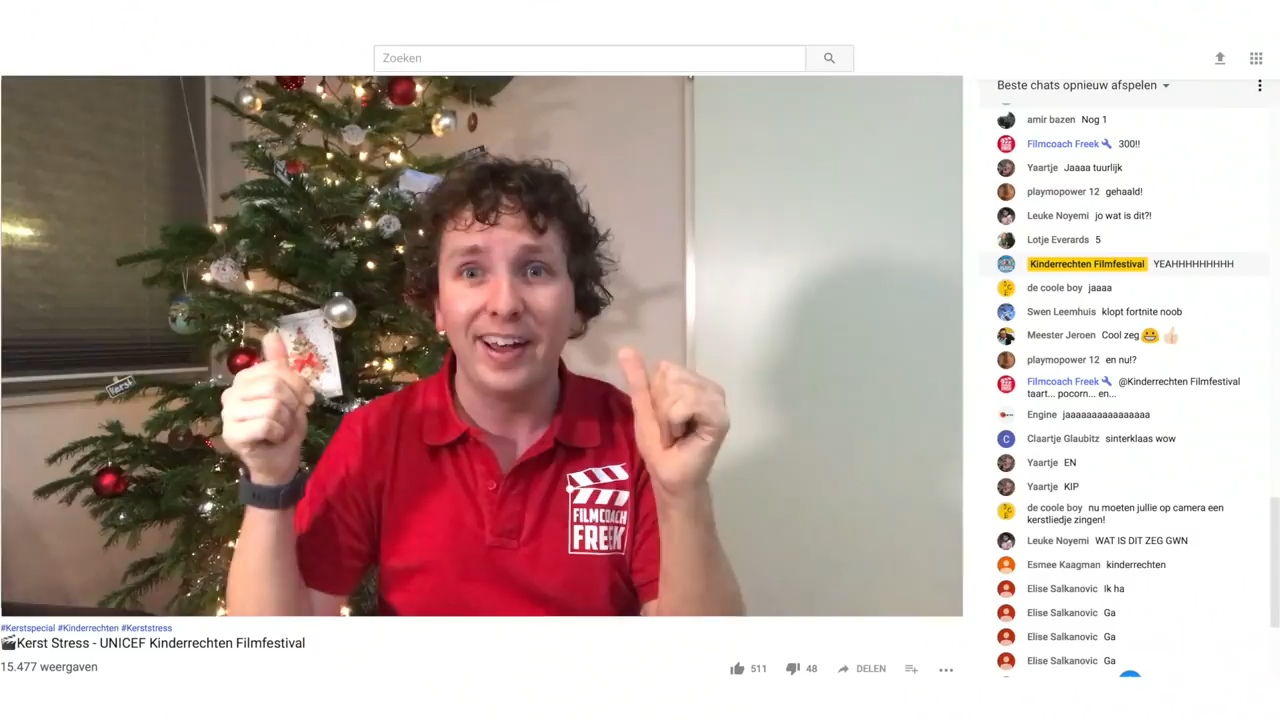 Zoeken
Beste chats opnieuw afspelen
amir bazen Nog 1
Filmcoach Freek 300!!
Yaartje Jaaaa tuurlijk
playmopower 12 gehaald!
Leuke Noyemi jo wat is dit?!
Lotje Everards 5
Kinderrechten Filmfestival YEAHHHHHHHHH
de coole boy jaaaa
Swen Leemhuis klopt fortnite noob
Meester Jeroen Cool zeg
playmopower 12 en nu!?
Filmcoach Freek @Kinderrechten Filmfestival
taart... pocorn... en...
Engine jaaaaaaaaaaaaaaa
C Claartje Glaubitz sinterklaas wow
Yaartje EN
Yaartje KIP
de coole boy nu moeten jullie op camera een
kerstliedje zingen!
Leuke Noyemi WAT IS DIT ZEG GWN
Esmee Kaagman kinderrechten
Elise Salkanovic Ik ha
Elise Salkanovic Ga
Elise Salkanovic Ga
Elise Salkanovic Ga
Kerst
FILMCOACH
FREEK
#Kerstspecial #Kinderrechten #Kerststress
Kerst Stress - UNICEF Kinderrechten Filmfestival
15.477 weergaven
511 48 DELEN